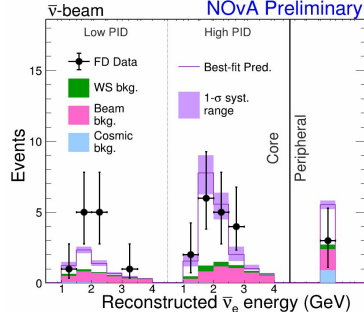 ν̄-beam
NOvA Preliminary
Low PID
High PID
FD Data
WS bkg.
Beam
bkg.
Cosmic
bkg.
Best-fit Pred.
1-σ syst.
range
Core
Peripheral
Events
15
10
5
0
0 1 2 3 4
1 2 3 4
Reconstructed ν̄e energy (GeV)